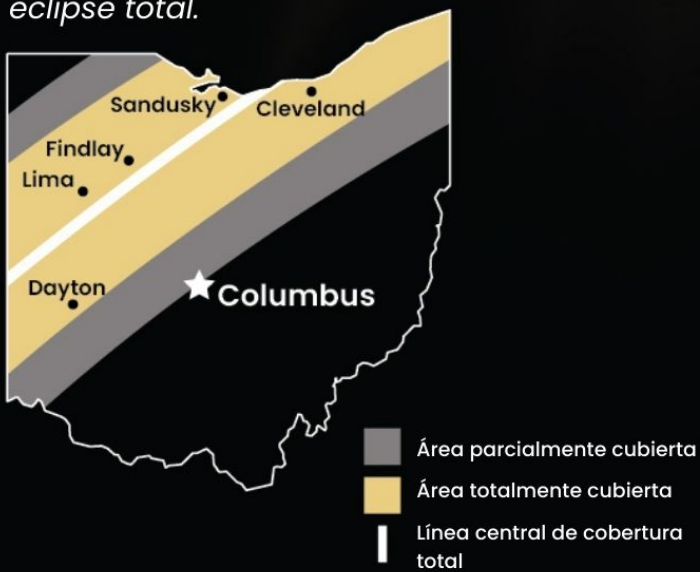 eclipse total.
Sandusky
Cleveland
Findlay
Lima
Dayton
Columbus
Área parcialmente cubierta
Área totalmente cubierta
Línea central de cobertura
total